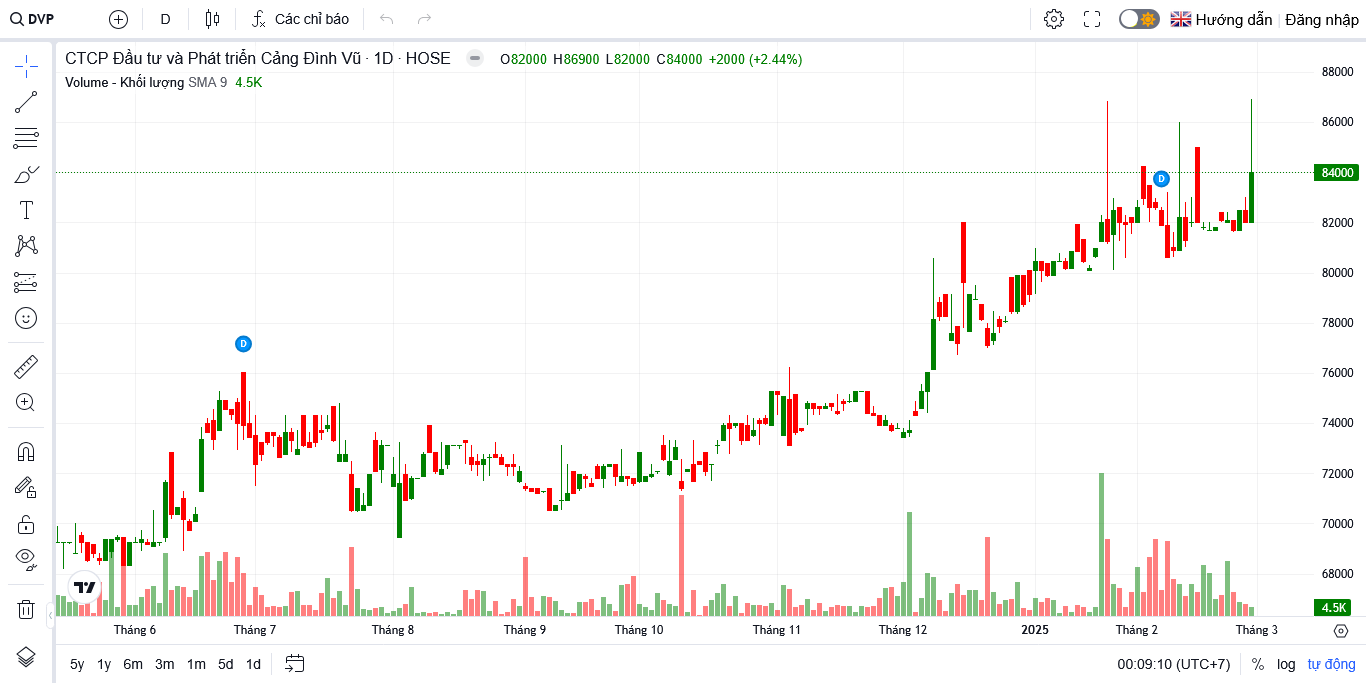 DVP D Các chỉ báo Hướng dẫn Đăng nhập
CTCP Đầu tư và Phát triển Cảng Đình Vũ · 1D · HOSE O82000 H86900 L82000 C84000 +2000 (+2.44%)
Volume - Khối lượng SMA 9 4.5K
88000
86000
84000
82000
80000
78000
76000
74000
72000
70000
68000
4.5K
D
D
Tháng 6 Tháng 7 Tháng 8 Tháng 9 Tháng 10 Tháng 11 Tháng 12 2025 Tháng 2 Tháng 3
5y 1y 6m 3m 1m 5d 1d 00:09:10 (UTC+7) % log tự động